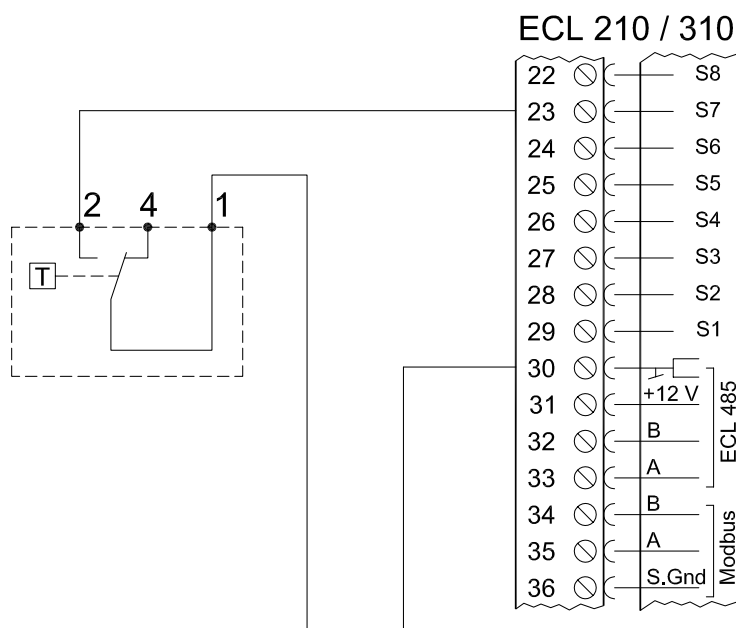 ECL 210 / 310
22 S8
23 S7
24 S6
25 S5
26 S4
27 S3
28 S2
29 S1
30
31 +12 V
32 B
33 A
ECL 485
34 B
35 A
36 S.Gnd
Modbus
2 4 1
T